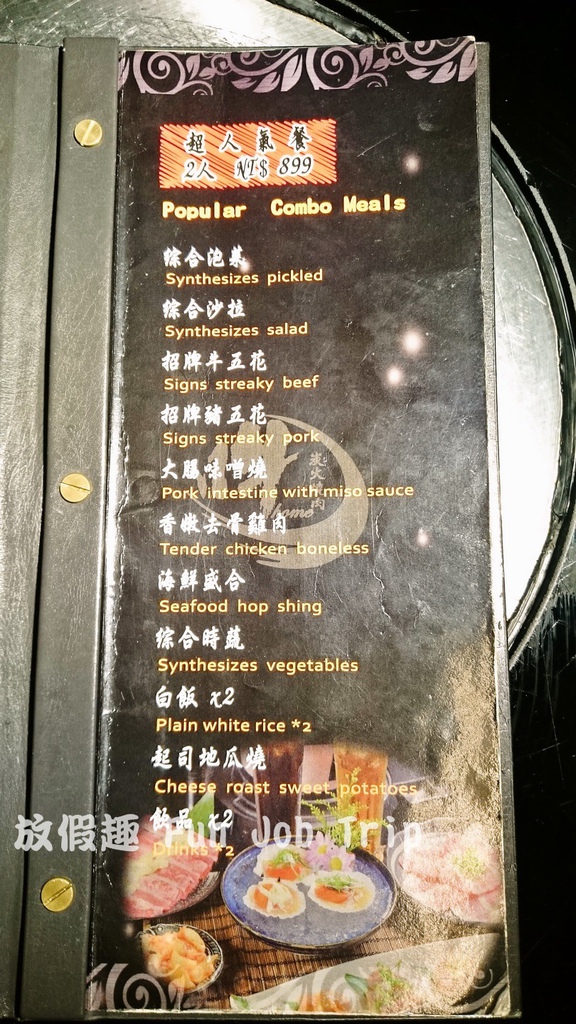 超人氣餐
2人 NT$ 899
Popular Combo Meals
綜合泡菜
Synthesizes pickled
綜合沙拉
Synthesizes salad
招牌牛五花
Signs streaky beef
招牌豬五花
Signs streaky pork
大腸味噌燒
Pork intestine with miso sauce
香嫩去骨雞肉
Tender chicken boneless
海鮮盛合
Seafood hop shing
綜合時蔬
Synthesizes vegetables
白飯 x2
Plain white rice *2
起司地瓜燒
Cheese roast sweet potatoes
飲品 x2
Drinks *2
炭火燒肉
home
放假趣 Fun Job Trip